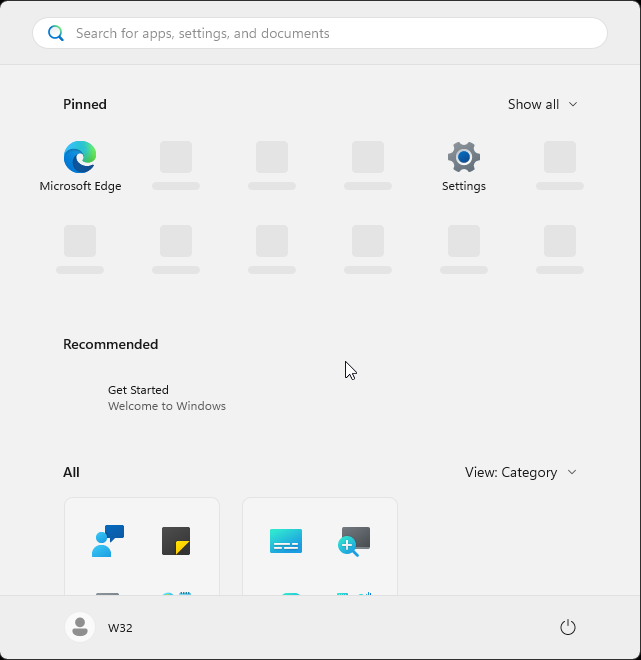 Search for apps, settings, and documents
Pinned
Show all
Microsoft Edge
Settings
Recommended
Get Started
Welcome to Windows
All
View: Category
W32